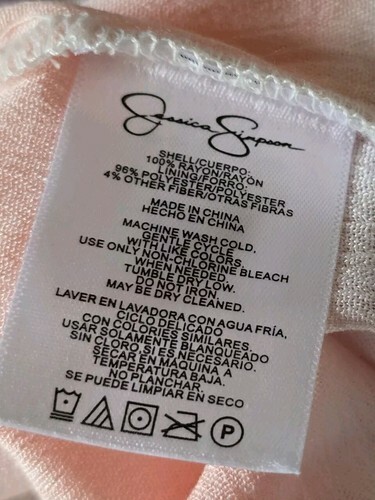 Jessica Simpson
SHELL/CUERPO:
100% RAYON/RAYÓN
LINING/FORRO:
96% POLYESTER/POLYESTER
4% OTHER FIBER/OTRAS FIBRAS
MADE IN CHINA
HECHO EN CHINA
MACHINE WASH COLD,
GENTLE CYCLE
WITH LIKE COLORS.
USE ONLY NON-CHLORINE BLEACH
WHEN NEEDED.
TUMBLE DRY LOW.
DO NOT IRON.
MAY BE DRY CLEANED.
LAVER EN LAVADORA CON AGUA FRÍA,
CICLO DELICADO
CON COLORIE SIMILARES.
USAR SOLAMENTE BLANQUEADO
SIN CLORO SI ES NECESARIO.
SECAR EN MAQUINA A
TEMPERATURA BAJA.
NO PLANCHAR.
SE PUEDE LIMPIAR EN SECO
P